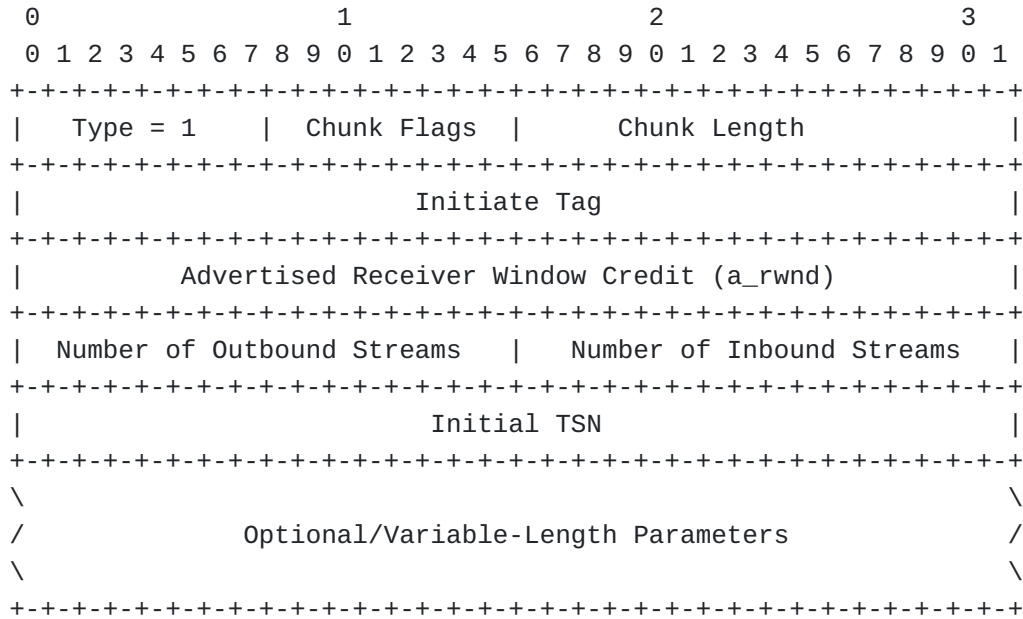 0                   1                   2                   3
 0 1 2 3 4 5 6 7 8 9 0 1 2 3 4 5 6 7 8 9 0 1 2 3 4 5 6 7 8 9 0 1
+-+-+-+-+-+-+-+-+-+-+-+-+-+-+-+-+-+-+-+-+-+-+-+-+-+-+-+-+-+-+-+-+
|   Type = 1    |  Chunk Flags  |      Chunk Length             |
+-+-+-+-+-+-+-+-+-+-+-+-+-+-+-+-+-+-+-+-+-+-+-+-+-+-+-+-+-+-+-+-+
|                         Initiate Tag                          |
+-+-+-+-+-+-+-+-+-+-+-+-+-+-+-+-+-+-+-+-+-+-+-+-+-+-+-+-+-+-+-+-+
|          Advertised Receiver Window Credit (a_rwnd)           |
+-+-+-+-+-+-+-+-+-+-+-+-+-+-+-+-+-+-+-+-+-+-+-+-+-+-+-+-+-+-+-+-+
|  Number of Outbound Streams   |   Number of Inbound Streams   |
+-+-+-+-+-+-+-+-+-+-+-+-+-+-+-+-+-+-+-+-+-+-+-+-+-+-+-+-+-+-+-+-+
|                          Initial TSN                          |
+-+-+-+-+-+-+-+-+-+-+-+-+-+-+-+-+-+-+-+-+-+-+-+-+-+-+-+-+-+-+-+-+
\                                                               \
/              Optional/Variable-Length Parameters              /
\                                                               \
+-+-+-+-+-+-+-+-+-+-+-+-+-+-+-+-+-+-+-+-+-+-+-+-+-+-+-+-+-+-+-+-+